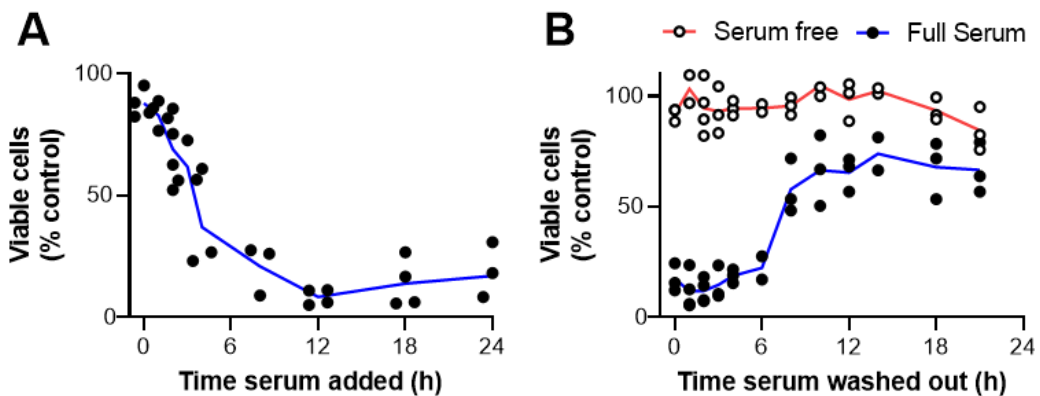 A
B
Serum free
Full Serum
Viable cells
(% control)
100
50
0
0 6 12 18 24
Time serum added (h)
Viable cells
(% control)
100
50
0
0 6 12 18 24
Time serum washed out (h)